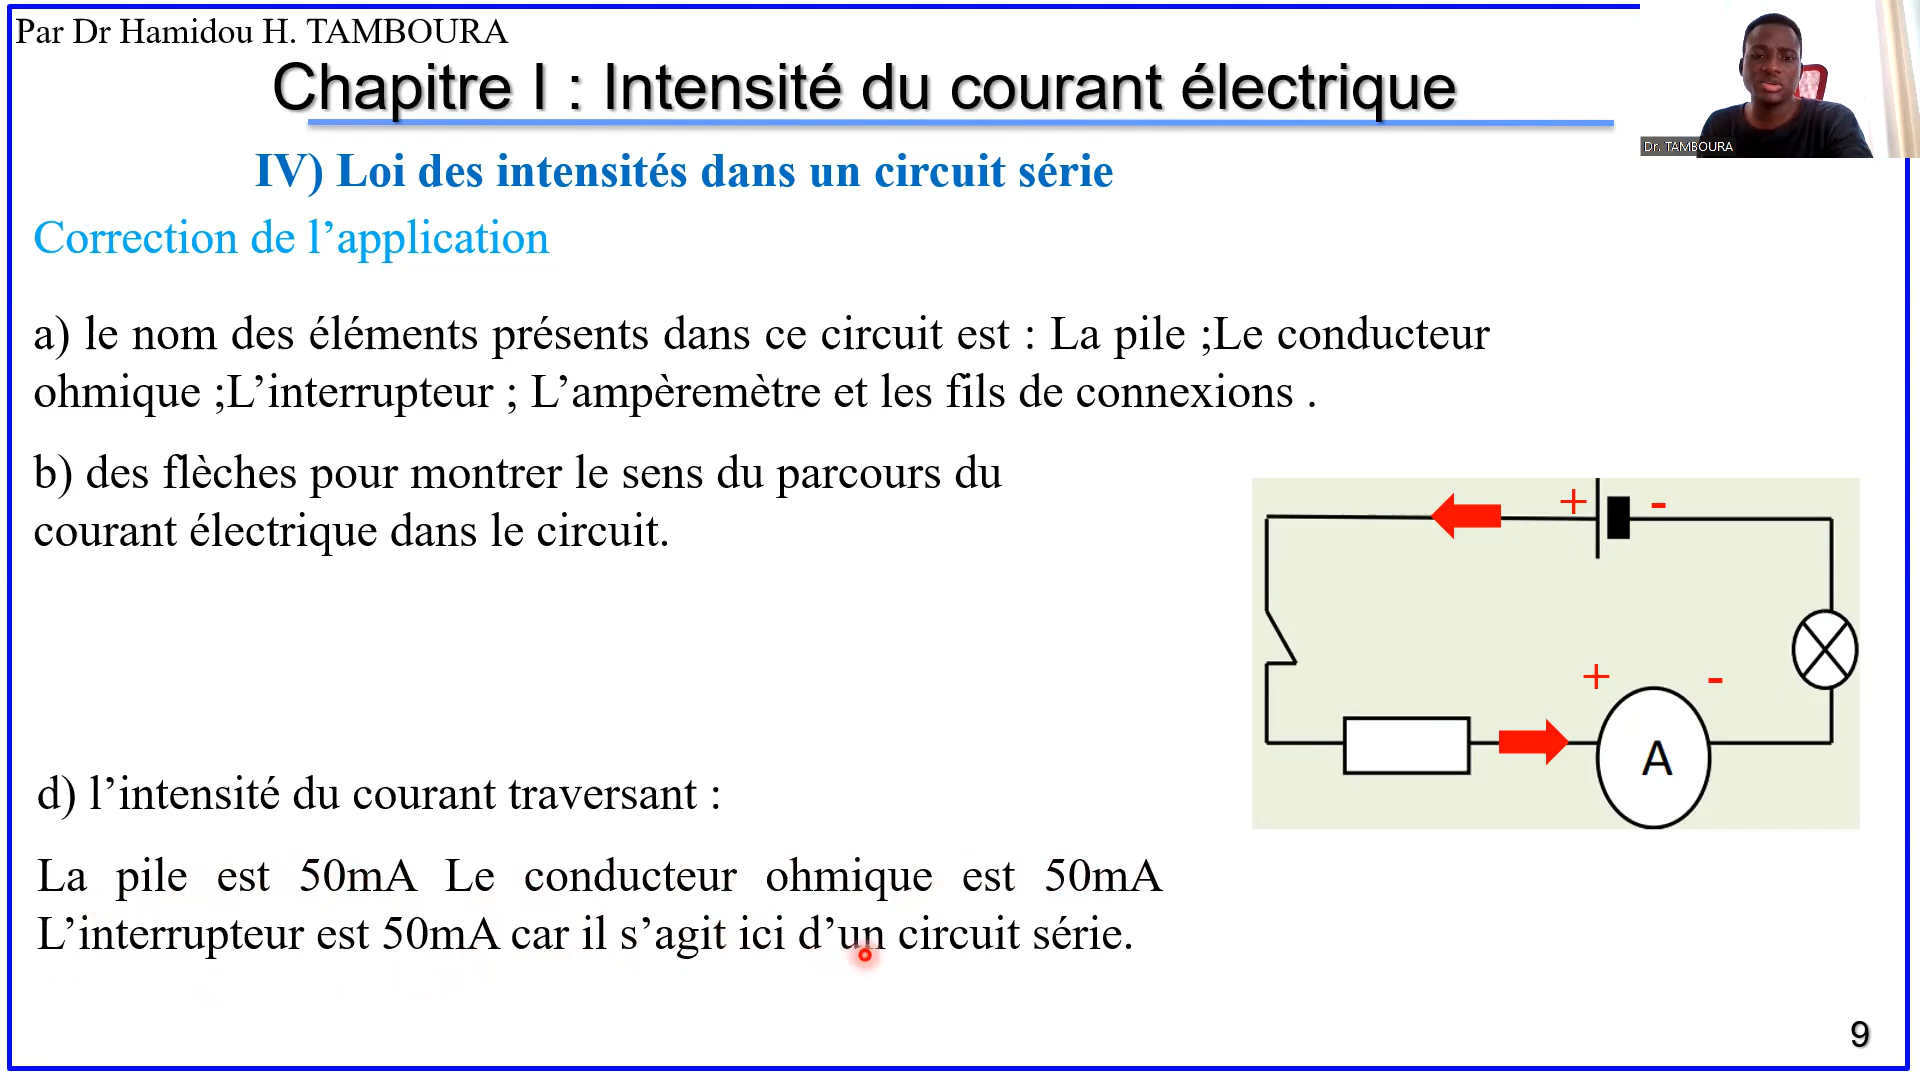 Par Dr Hamidou H. TAMBOURA
Chapitre I : Intensité du courant électrique
Dr. TAMBOURA
IV) Loi des intensités dans un circuit série
Correction de l’application
a) le nom des éléments présents dans ce circuit est : La pile ;Le conducteur
ohmique ;L’interrupteur ; L’ampèremètre et les fils de connexions .
b) des flèches pour montrer le sens du parcours du
courant électrique dans le circuit.
+ -
+ -
A
d) l’intensité du courant traversant :
La pile est 50mA Le conducteur ohmique est 50mA
L’interrupteur est 50mA car il s’agit ici d’un circuit série.
9